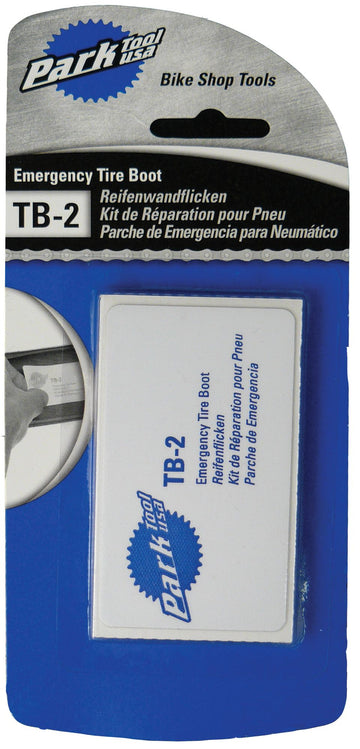 Park Tool USA
Bike Shop Tools
Emergency Tire Boot
TB-2
Reifenwandflicken
Kit de Réparation pour Pneu
Parche de Emergencia para Neumático
TB-2
Park Tool USA
TB-2
Emergency Tire Boot
Reifenflicken
Kit de Réparation pour Pneu
Parche de Emergencia